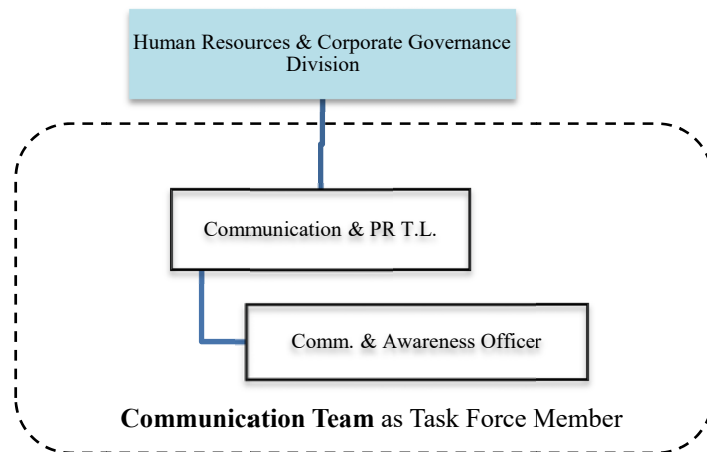 Human Resources & Corporate Governance
Division
Communication & PR T.L.
Comm. & Awareness Officer
Communication Team as Task Force Member